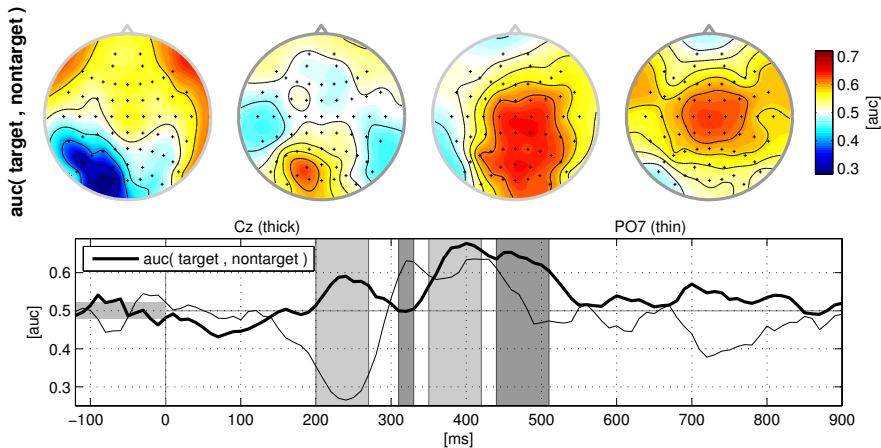 auc( target , nontarget )
0.7
0.6
0.5
0.4
0.3
[auc]
Cz (thick)
PO7 (thin)
auc( target , nontarget )
0.6
0.5
0.4
0.3
[auc]
−100 0 100 200 300 400 500 600 700 800 900
[ms]